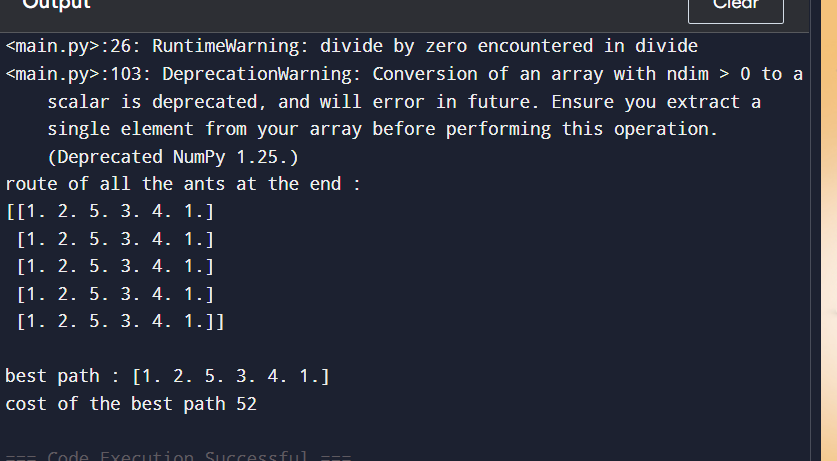 Output
Clear
<main.py>:26: RuntimeWarning: divide by zero encountered in divide
<main.py>:103: DeprecationWarning: Conversion of an array with ndim > 0 to a
scalar is deprecated, and will error in future. Ensure you extract a
single element from your array before performing this operation.
(Deprecated NumPy 1.25.)
route of all the ants at the end :
[[1. 2. 5. 3. 4. 1.]
[1. 2. 5. 3. 4. 1.]
[1. 2. 5. 3. 4. 1.]
[1. 2. 5. 3. 4. 1.]
[1. 2. 5. 3. 4. 1.]]
best path : [1. 2. 5. 3. 4. 1.]
cost of the best path 52
=== Code Execution Successful ===